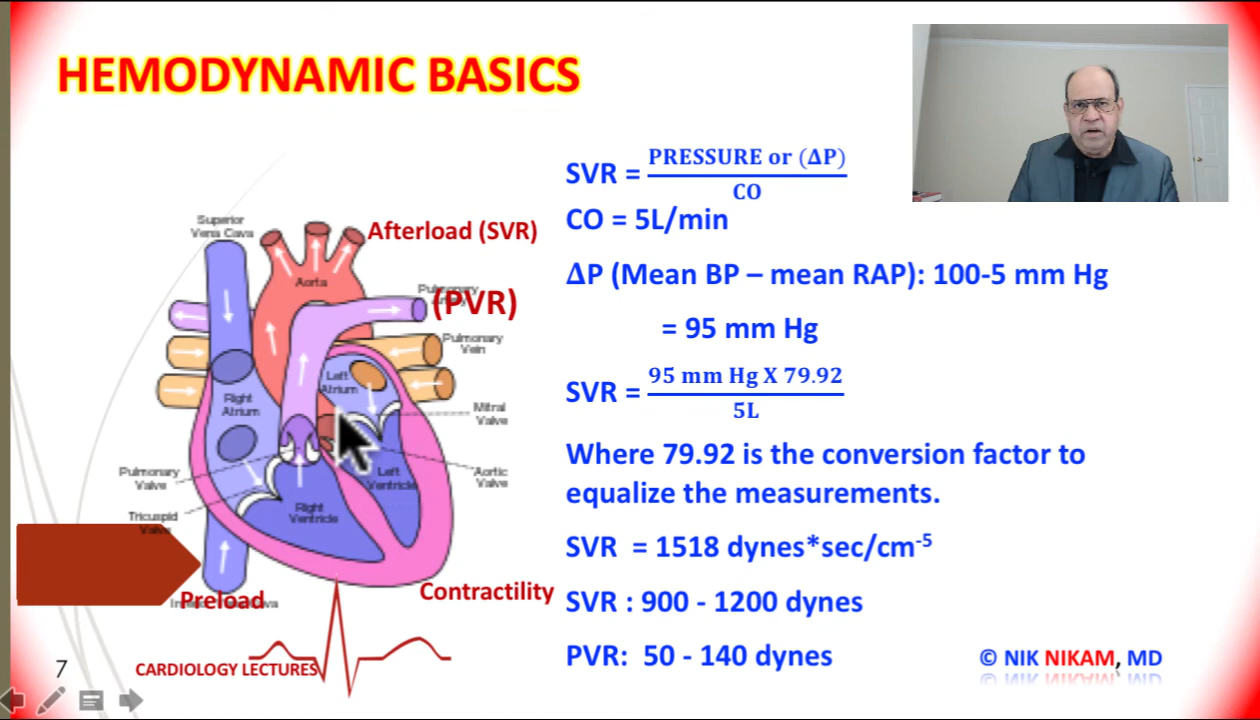 HEMODYNAMIC BASICS
SVR = PRESSURE or (ΔP)
CO
CO = 5L/min
ΔP (Mean BP – mean RAP): 100-5 mm Hg
= 95 mm Hg
SVR = 95 mm Hg X 79.92
5L
Where 79.92 is the conversion factor to
equalize the measurements.
SVR = 1518 dynes*sec/cm-5
SVR : 900 - 1200 dynes
PVR: 50 - 140 dynes
Superior
Vena Cava
Afterload (SVR)
Aorta
Pulmonary
(PVR)
Pulmonary
Vein
Left
Atrium
Right
Atrium
Mitral
Valve
Pulmonary
Valve
Left
Ventricle
Aortic
Valve
Right
Ventricle
Tricuspid
Valve
Contractility
Preload
7
CARDIOLOGY LECTURES
© NIK NIKAM, MD